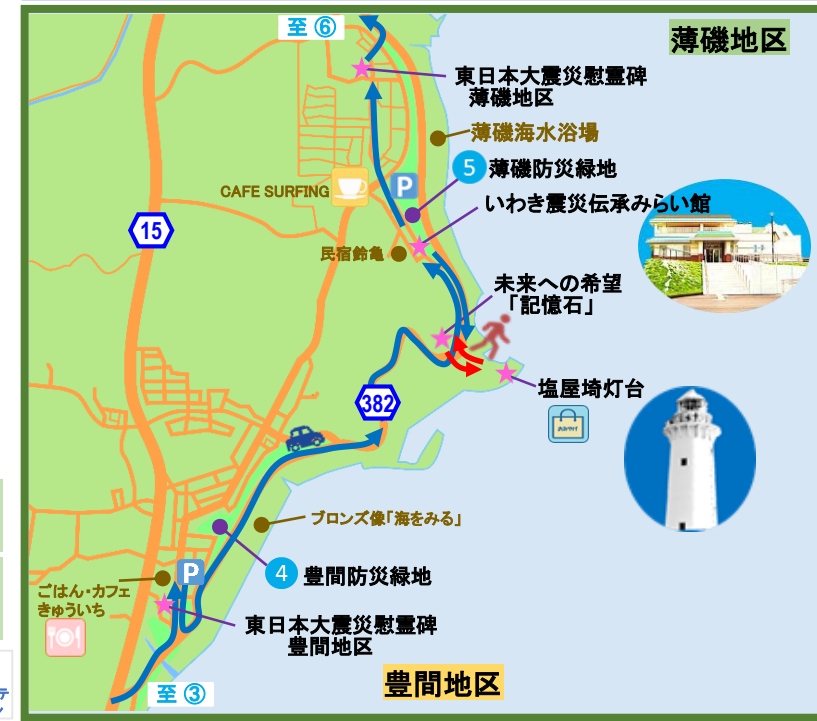 至⑥
薄磯地区
東日本大震災慰霊碑
薄磯地区
薄磯海水浴場
5 薄磯防災緑地
P
CAFE SURFING
いわき震災伝承みらい館
15
民宿鈴亀
未来への希望
「記憶石」
塩屋埼灯台
382
おみやげ
ブロンズ像「海をみる」
4 豊間防災緑地
P
ごはん・カフェ
きゅういち
東日本大震災慰霊碑
豊間地区
豊間地区
至③
テ